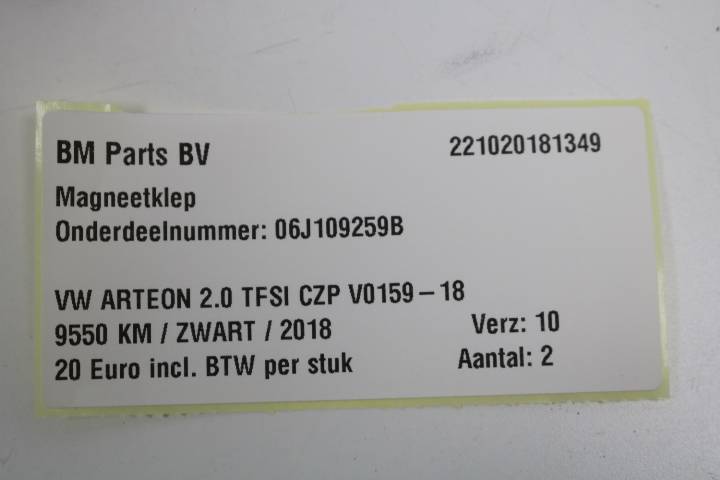 BM Parts BV 221020181349
Magneetklep
Onderdeelnummer: 06J109259B
VW ARTEON 2.0 TFSI CZP V0159 – 18
9550 KM / ZWART / 2018 Verz: 10
20 Euro incl. BTW per stuk Aantal: 2